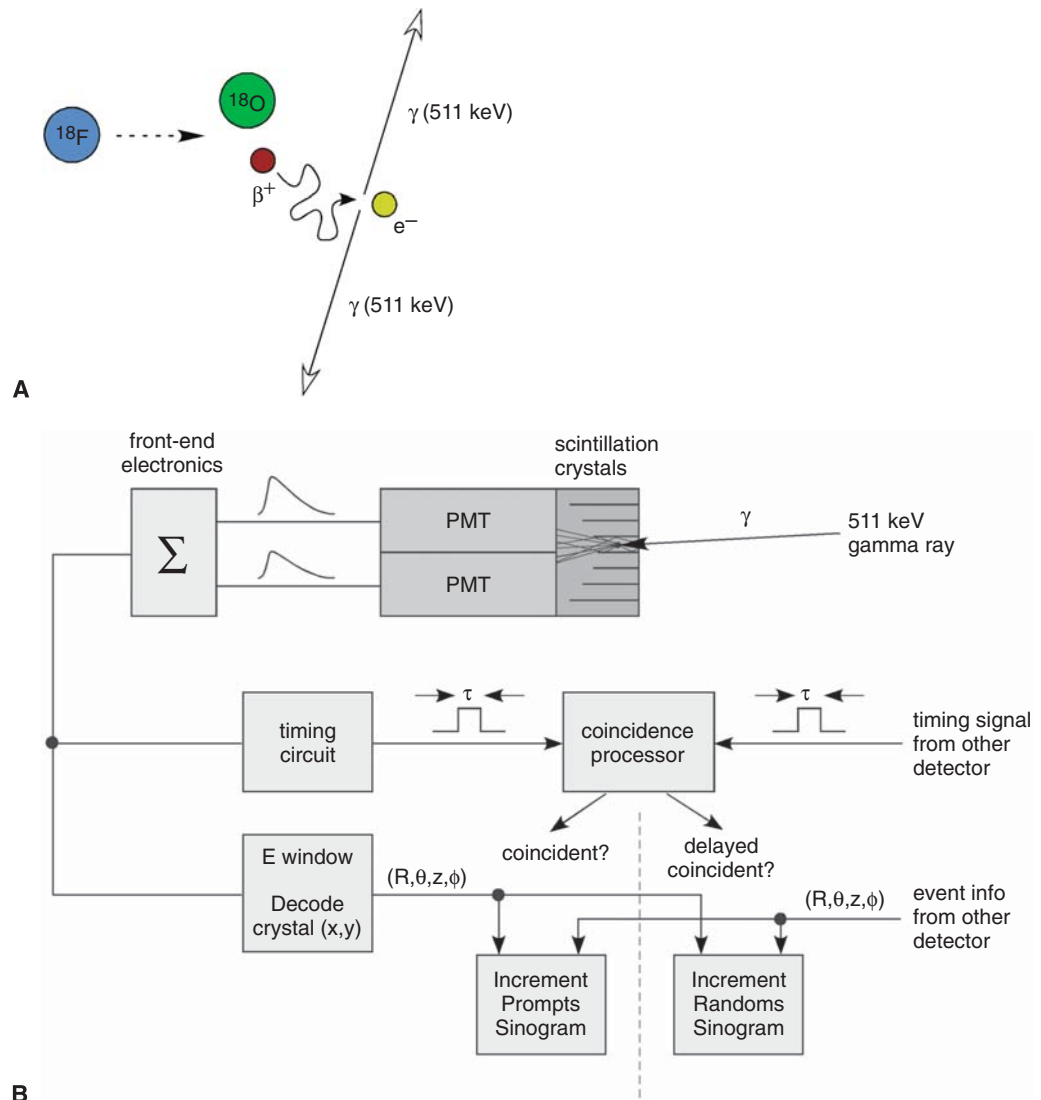 ¹⁸F
¹⁸O
β⁺
e⁻
γ (511 keV)
γ (511 keV)
A
front-end
electronics
Σ
PMT
PMT
scintillation
crystals
γ
511 keV
gamma ray
timing
circuit
τ
coincidence
processor
τ
timing signal
from other
detector
coincident?
delayed
coincident?
E window
Decode
crystal (x,y)
(R,θ,z,ϕ)
(R,θ,z,ϕ)
event info
from other
detector
Increment
Prompts
Sinogram
Increment
Randoms
Sinogram
B